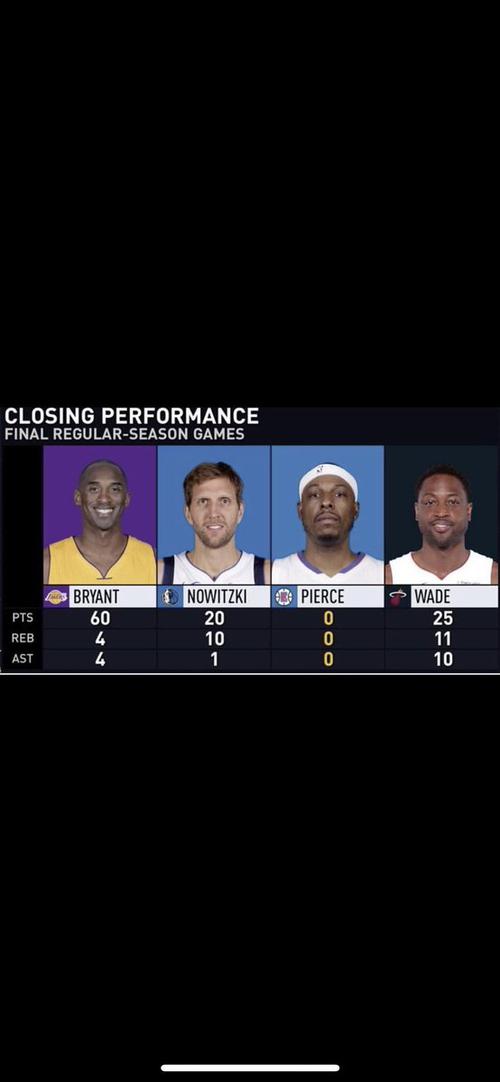 CLOSING PERFORMANCE
FINAL REGULAR-SEASON GAMES
BRYANT NOWITZKI PIERCE WADE
PTS 60 20 0 25
REB 4 10 0 11
AST 4 1 0 10